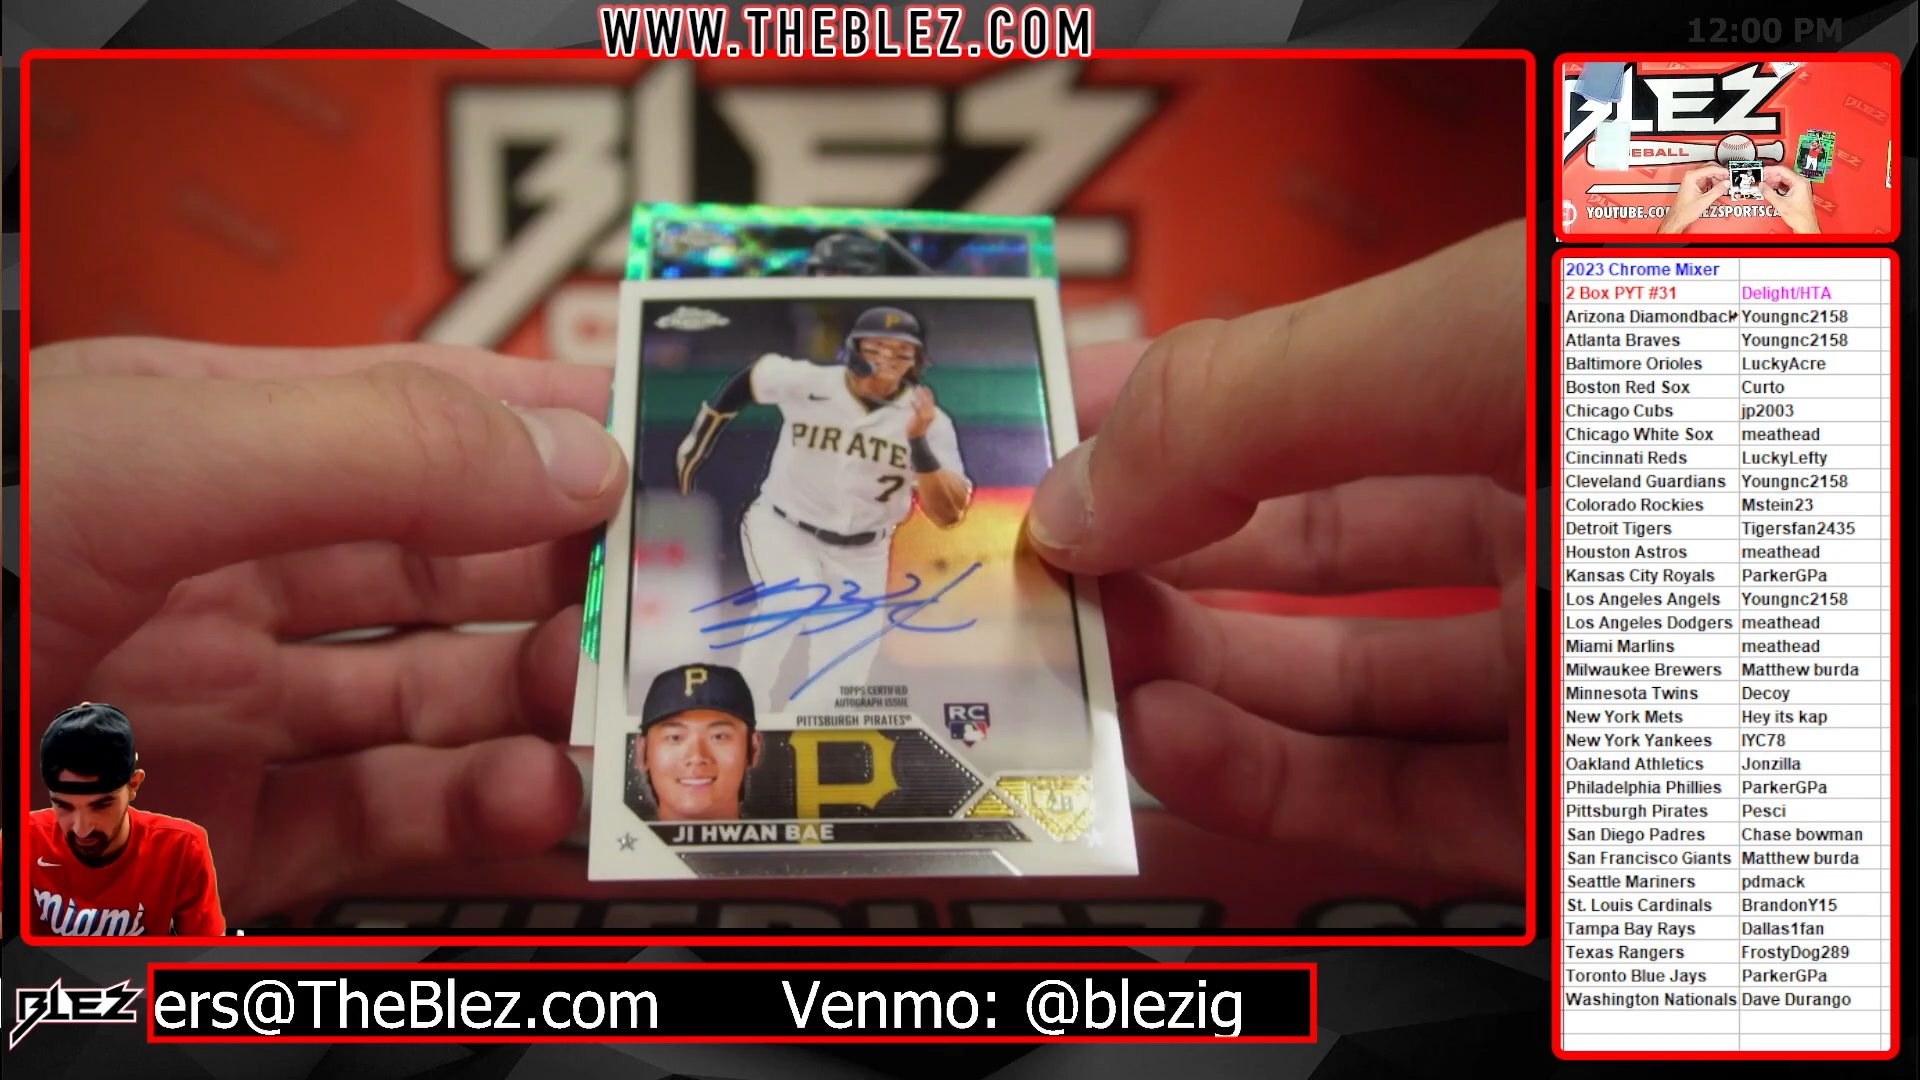 WWW.THEBLEZ.COM
12:00 PM
BLEZ
BLEZ
BASEBALL
YOUTUBE.CO
EZSPORTSCA
Topps Chrome
P
PIRATE
7
TOPPS CERTIFIED
AUTOGRAPH ISSUE
PITTSBURGH PIRATES®
RC
P
P
JI HWAN BAE
Miami
2023 Chrome Mixer
2 Box PYT #31 Delight/HTA
Arizona Diamondback Youngnc2158
Atlanta Braves Youngnc2158
Baltimore Orioles LuckyAcre
Boston Red Sox Curto
Chicago Cubs jp2003
Chicago White Sox meathead
Cincinnati Reds LuckyLefty
Cleveland Guardians Youngnc2158
Colorado Rockies Mstein23
Detroit Tigers Tigersfan2435
Houston Astros meathead
Kansas City Royals ParkerGPa
Los Angeles Angels Youngnc2158
Los Angeles Dodgers meathead
Miami Marlins meathead
Milwaukee Brewers Matthew burda
Minnesota Twins Decoy
New York Mets Hey its kap
New York Yankees IYC78
Oakland Athletics Jonzilla
Philadelphia Phillies ParkerGPa
Pittsburgh Pirates Pesci
San Diego Padres Chase bowman
San Francisco Giants Matthew burda
Seattle Mariners pdmack
St. Louis Cardinals BrandonY15
Tampa Bay Rays Dallas1fan
Texas Rangers FrostyDog289
Toronto Blue Jays ParkerGPa
Washington Nationals Dave Durango
BLEZ
ers@TheBlez.com Venmo: @blezig